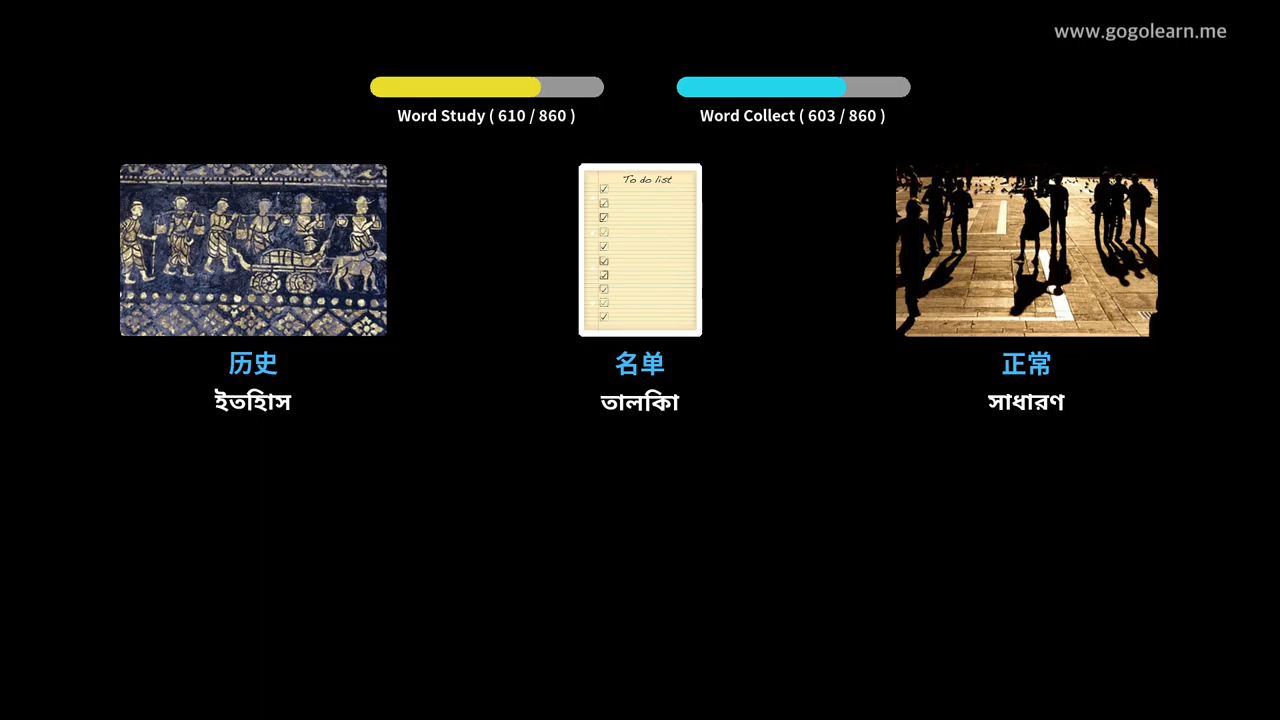 www.gogolearn.me
Word Study ( 610 / 860 )
Word Collect ( 603 / 860 )
To do list
历史
名单
正常
ইতিহাস
তালিকা
সাধারণ